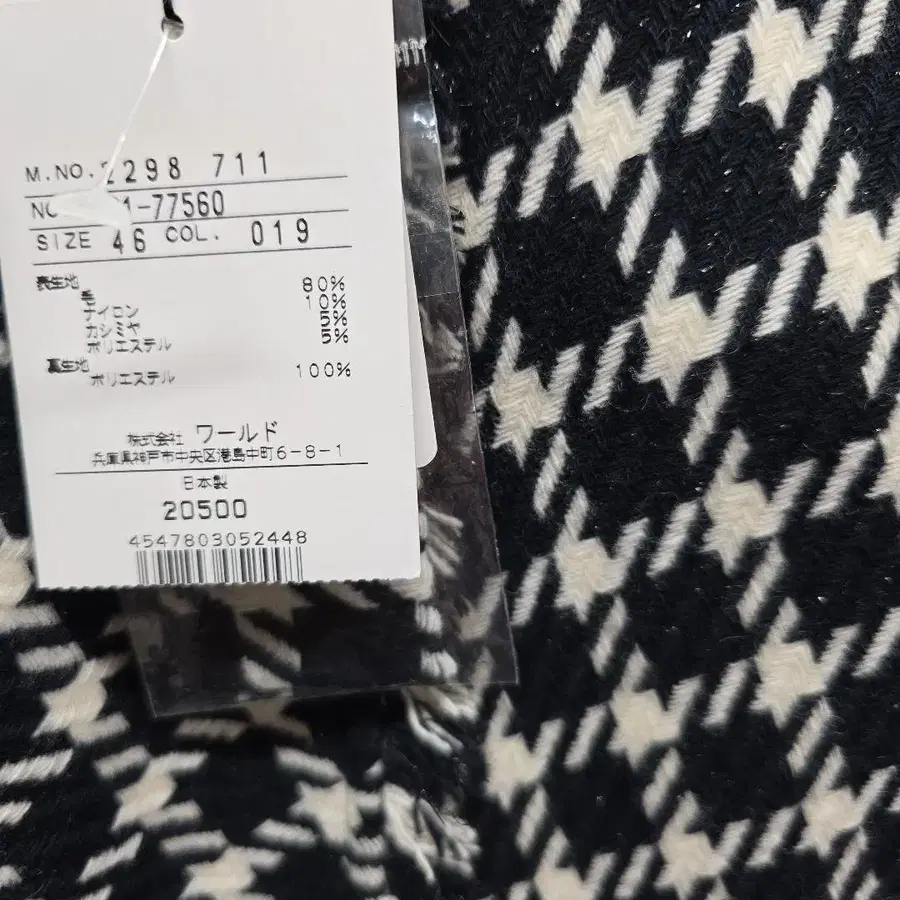 M.NO. 2298 711
1-77560
SIZE 46 COL. 019
表生地 80%
毛 10%
ナイロン 5%
カシミヤ 5%
ポリエステル
裏生地
ポリエステル 100%
株式会社 ワールド
兵庫県神戸市中央区港島中町6-8-1
日本製
20500
4547803052448